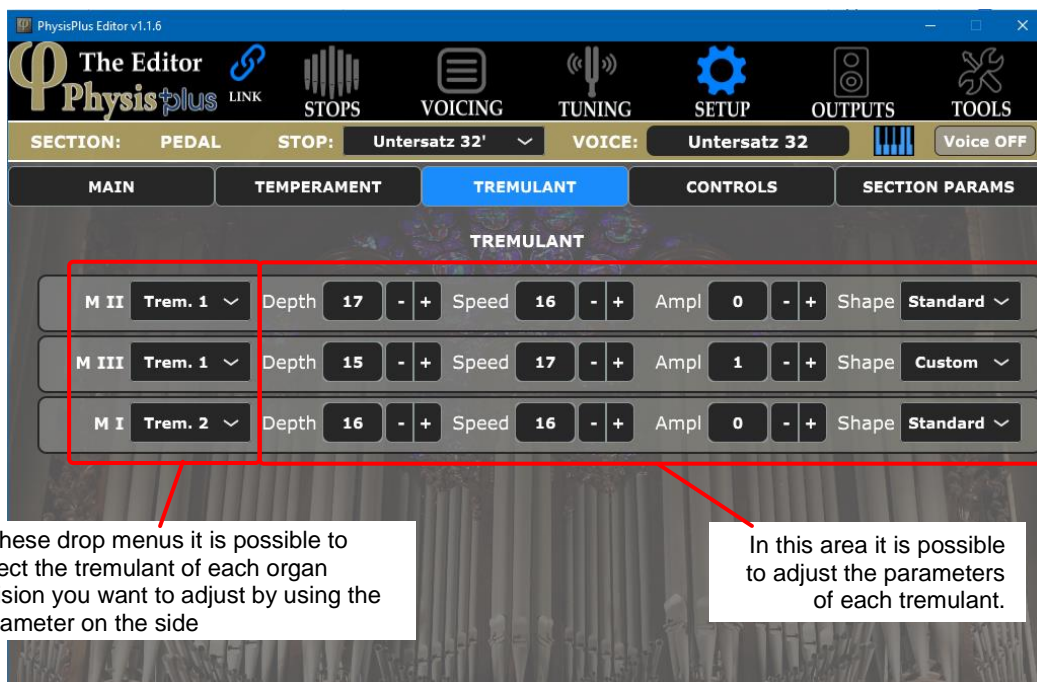 PhysisPlus Editor v1.1.6
The Editor
Physis plus
LINK
STOPS
VOICING
TUNING
SETUP
OUTPUTS
TOOLS
SECTION: PEDAL STOP: Untersatz 32' VOICE: Untersatz 32 Voice OFF
MAIN TEMPERAMENT TREMULANT CONTROLS SECTION PARAMS
TREMULANT
M II Trem. 1 Depth 17 - + Speed 16 - + Ampl 0 - + Shape Standard
M III Trem. 1 Depth 15 - + Speed 17 - + Ampl 1 - + Shape Custom
M I Trem. 2 Depth 16 - + Speed 16 - + Ampl 0 - + Shape Standard
hese drop menus it is possible to
ect the tremulant of each organ
sion you want to adjust by using the
ameter on the side
In this area it is possible
to adjust the parameters
of each tremulant.